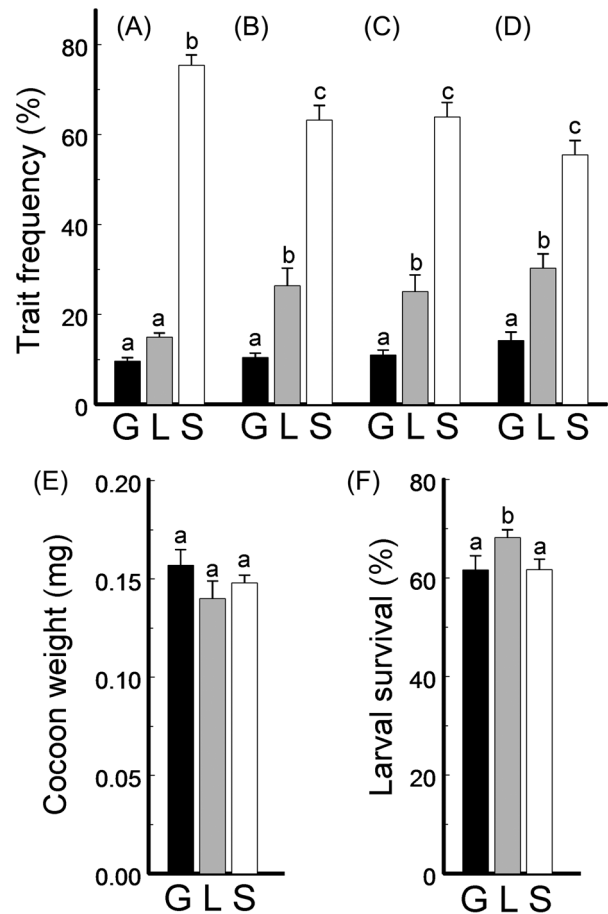 (A) (B) (C) (D)
Trait frequency (%)
80
60
40
20
0
a a b
a b c
a b c
a b c
G L S G L S G L S G L S
(E)
Cocoon weight (mg)
0.20
0.15
0.10
0.05
0.00
a a a
G L S
(F)
Larval survival (%)
80
60
40
20
0
a b a
G L S